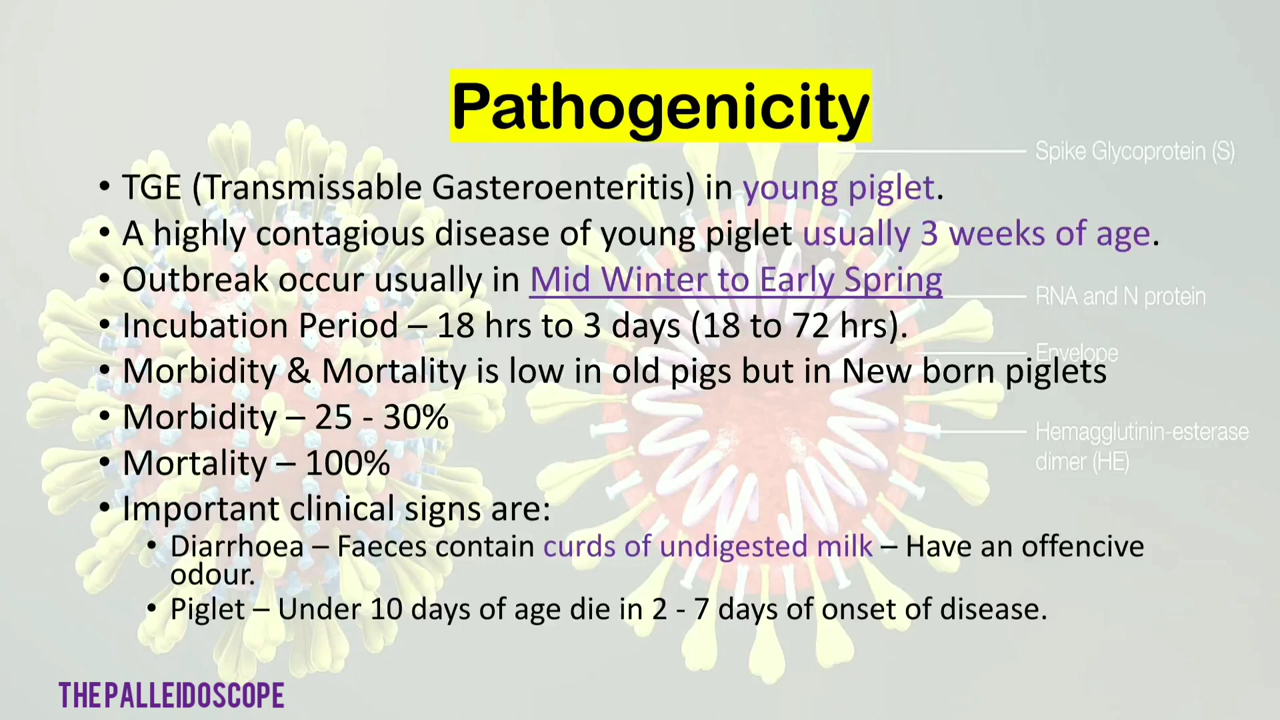 Pathogenicity
Spike Glycoprotein (S)
• TGE (Transmissable Gasteroenteritis) in young piglet.
• A highly contagious disease of young piglet usually 3 weeks of age.
• Outbreak occur usually in Mid Winter to Early Spring
RNA and N protein
• Incubation Period – 18 hrs to 3 days (18 to 72 hrs).
Envelope
• Morbidity & Mortality is low in old pigs but in New born piglets
• Morbidity – 25 - 30%
Hemagglutinin-esterase
dimer (HE)
• Mortality – 100%
• Important clinical signs are:
• Diarrhoea – Faeces contain curds of undigested milk – Have an offencive
odour.
• Piglet – Under 10 days of age die in 2 - 7 days of onset of disease.
THEPALLEIDOSCOPE